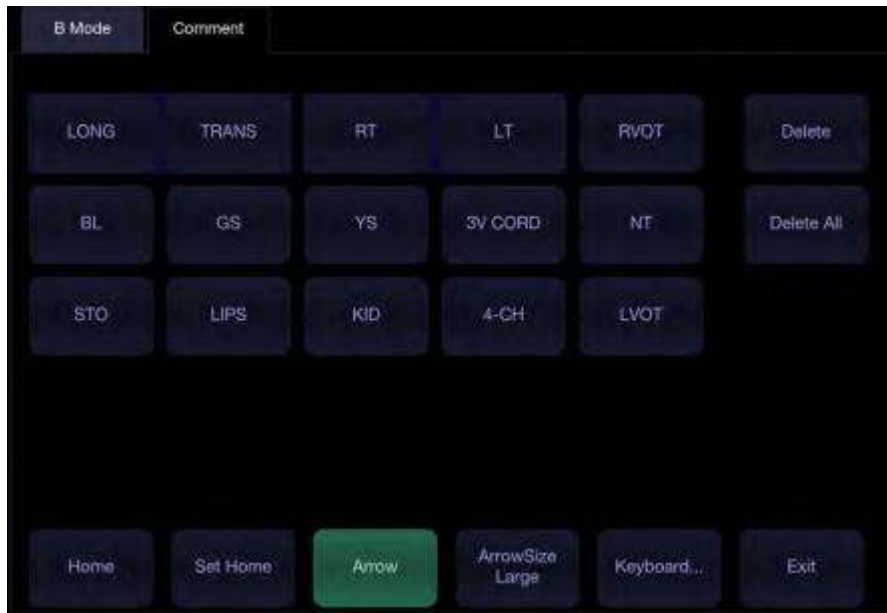 B Mode Comment
LONG TRANS RT LT RVOT Delete
BL GS YS 3V CORD NT Delete All
STO LIPS KID 4-CH LVOT
Home Set Home Arrow ArrowSize Large Keyboard... Exit